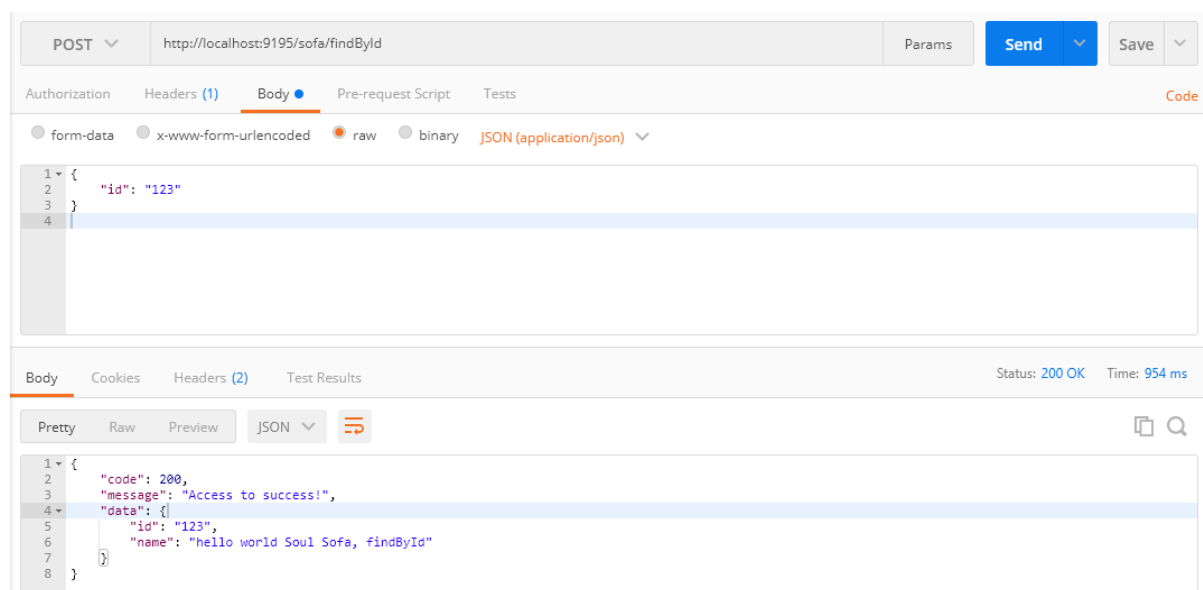 POST http://localhost:9195/sofa/findById Params Send Save
Authorization Headers (1) Body Pre-request Script Tests Code
form-data x-www-form-urlencoded raw binary JSON (application/json)
1 {
2 "id": "123"
3 }
4
Body Cookies Headers (2) Test Results Status: 200 OK Time: 954 ms
Pretty Raw Preview JSON
1 {
2 "code": 200,
3 "message": "Access to success!",
4 "data": {
5 "id": "123",
6 "name": "hello world Soul Sofa, findById"
7 }
8 }